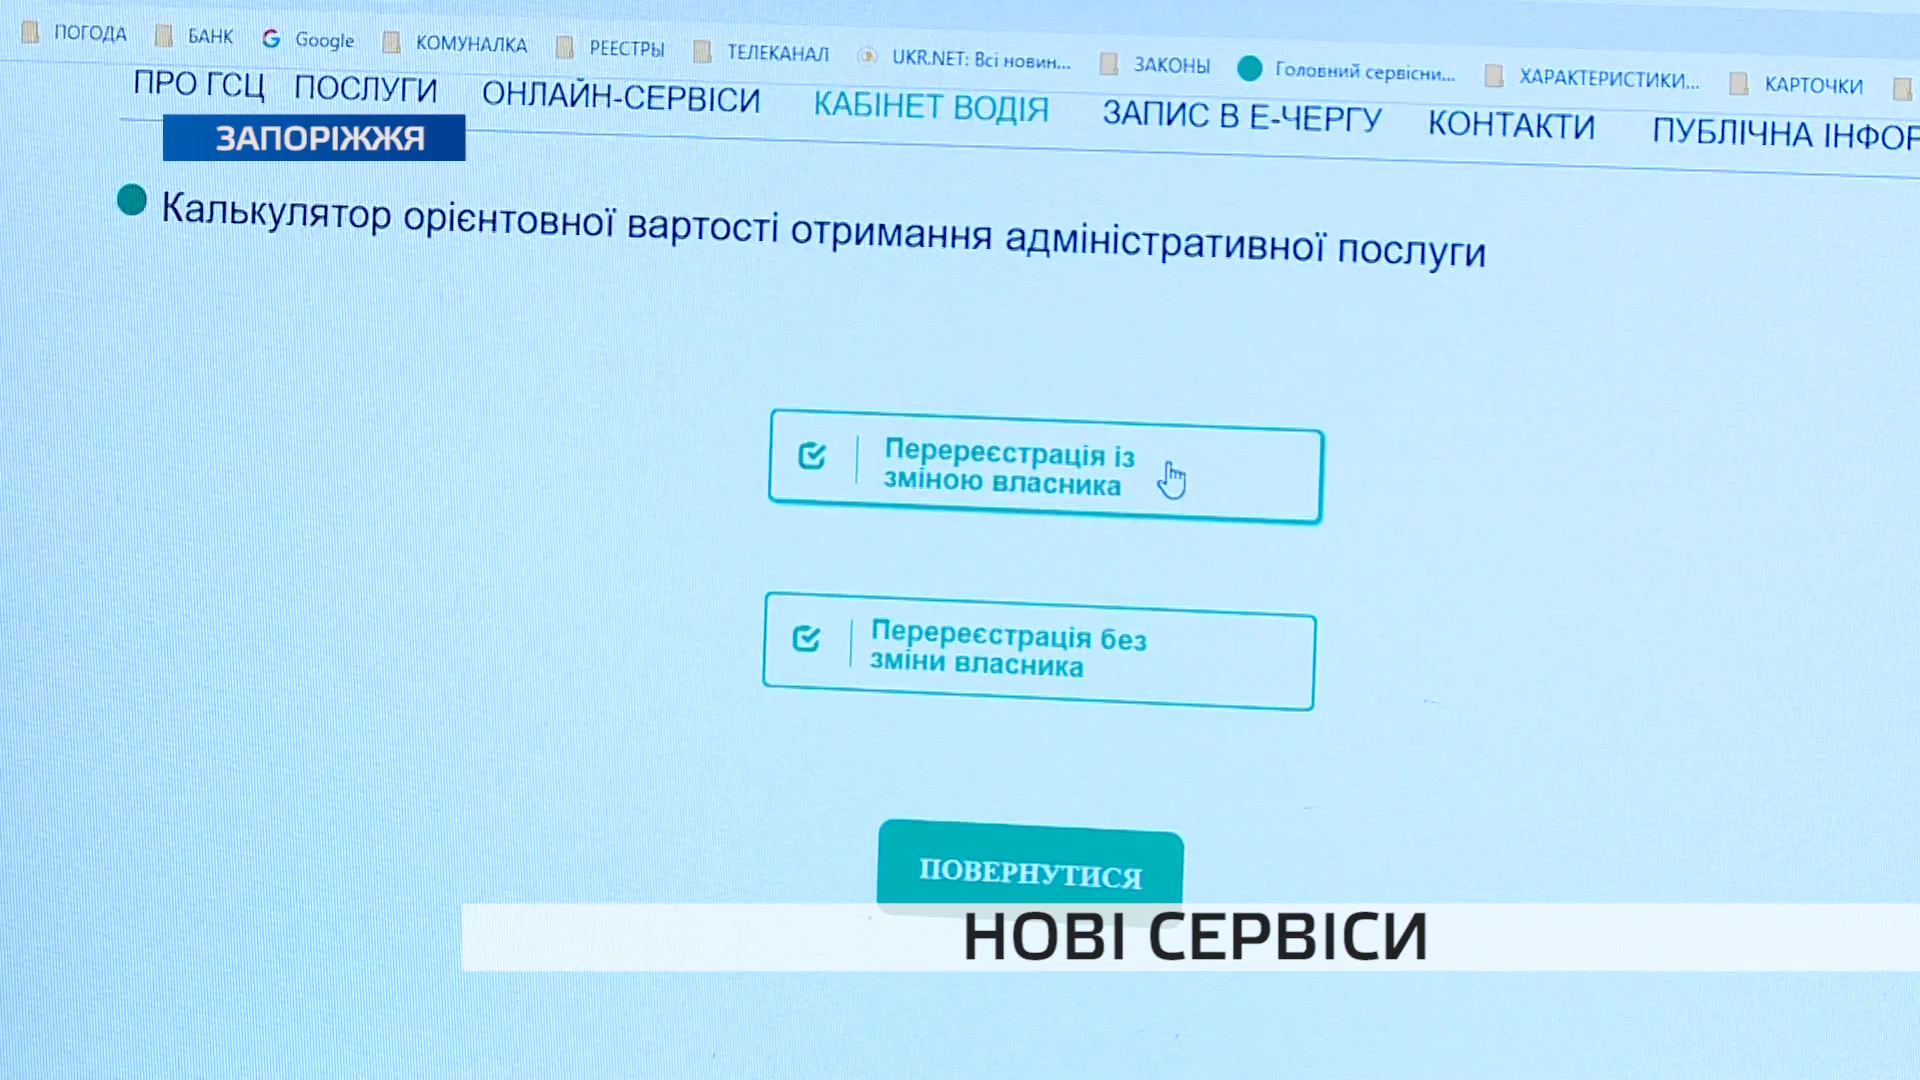 ПОГОДА БАНК Google КОМУНАЛКА РЕЕСТРЫ ТЕЛЕКАНАЛ UKR.NET: Всі новин... ЗАКОНЫ Головний сервісни... ХАРАКТЕРИСТИКИ... КАРТОЧКИ
ПРО ГСЦ ПОСЛУГИ ОНЛАЙН-СЕРВІСИ КАБІНЕТ ВОДІЯ ЗАПИС В Е-ЧЕРГУ КОНТАКТИ ПУБЛІЧНА ІНФОР
ЗАПОРІЖЖЯ
Калькулятор орієнтовної вартості отримання адміністративної послуги
Перереєстрація із
зміною власника
Перереєстрація без
зміни власника
ПОВЕРНУТИСЯ
НОВІ СЕРВІСИ